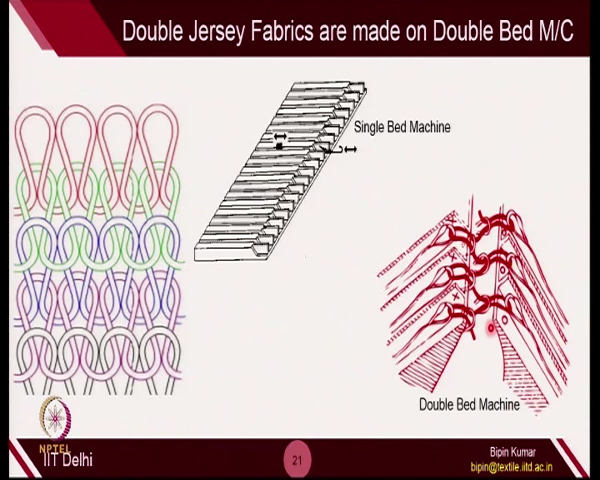 Double Jersey Fabrics are made on Double Bed M/C
Single Bed Machine
Double Bed Machine
NPTEL
IIT Delhi
21
Bipin Kumar
bipin@textile.iitd.ac.in